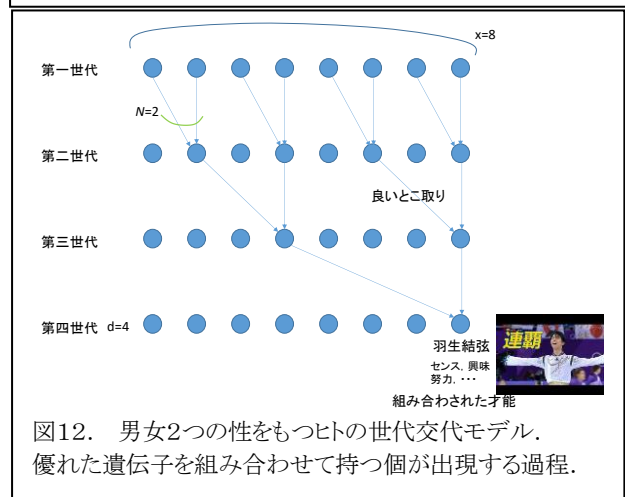 x=8
第一世代
N=2
第二世代
良いとこ取り
第三世代
第四世代 d=4
連覇
羽生結弦
センス, 興味
努力, ・・・
組み合わされた才能
図12. 男女2つの性をもつヒトの世代交代モデル.
優れた遺伝子を組み合わせて持つ個が出現する過程.